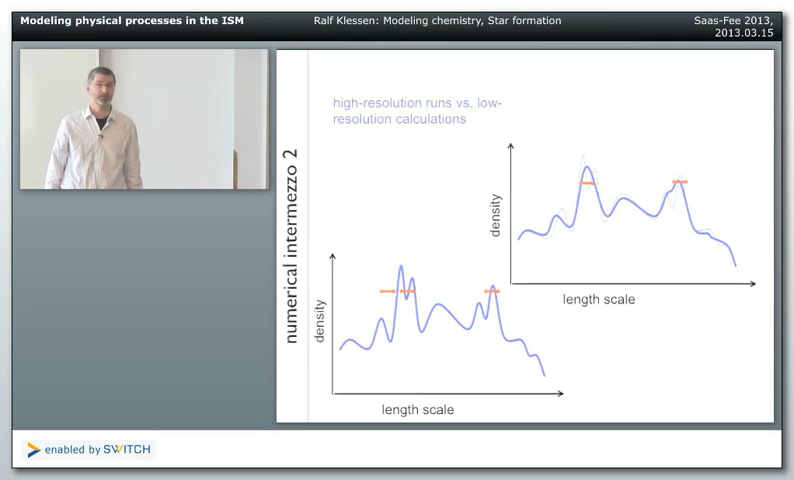 Modeling physical processes in the ISM
Ralf Klessen: Modeling chemistry, Star formation
Saas-Fee 2013,
2013.03.15
numerical intermezzo 2
high-resolution runs vs. low-
resolution calculations
density
length scale
density
length scale
enabled by SWITCH